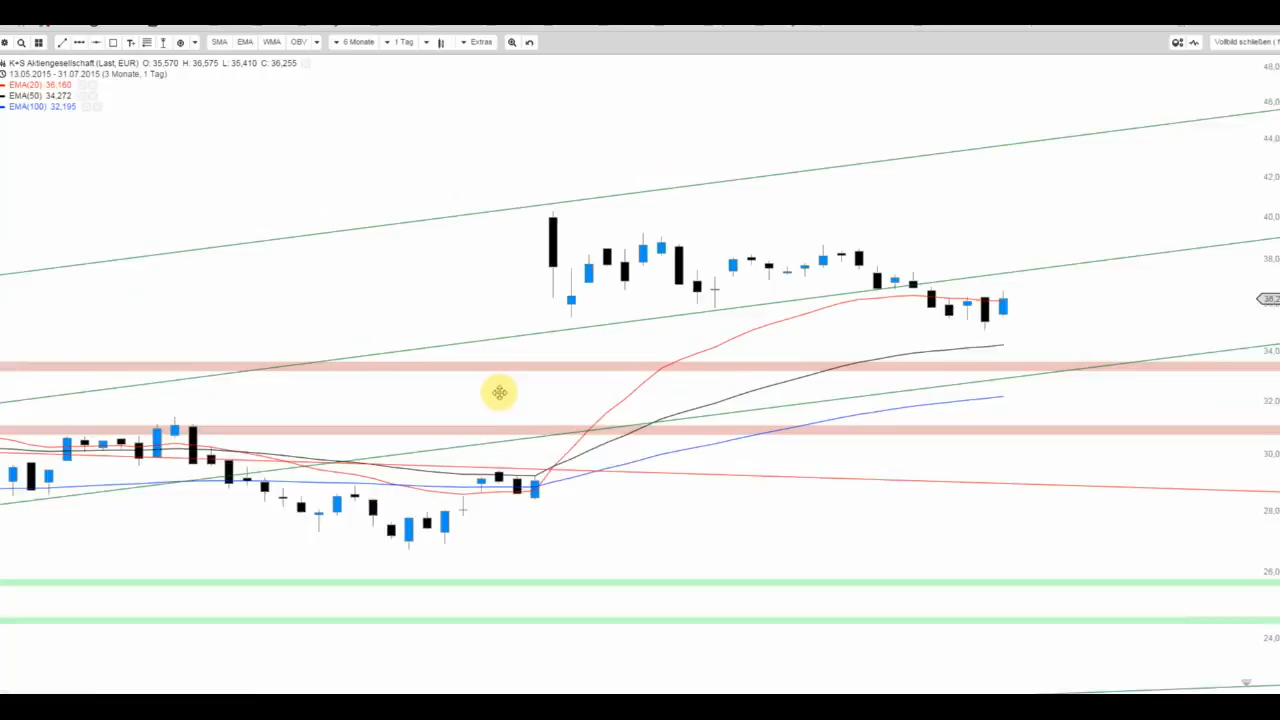 SMA EMA WMA OBV 6 Monate 1 Tag Extras Vollbild schließen (
K+S Aktiengesellschaft (Last, EUR) O: 35,570 H: 36,575 L: 35,410 C: 36,255
13.05.2015 - 31.07.2015 (3 Monate, 1 Tag)
EMA(20) 36,160
EMA(50) 34,272
EMA(100) 32,195
48,0
46,0
44,0
42,0
40,0
38,0
36,2
34,0
32,0
30,0
28,0
26,0
24,0